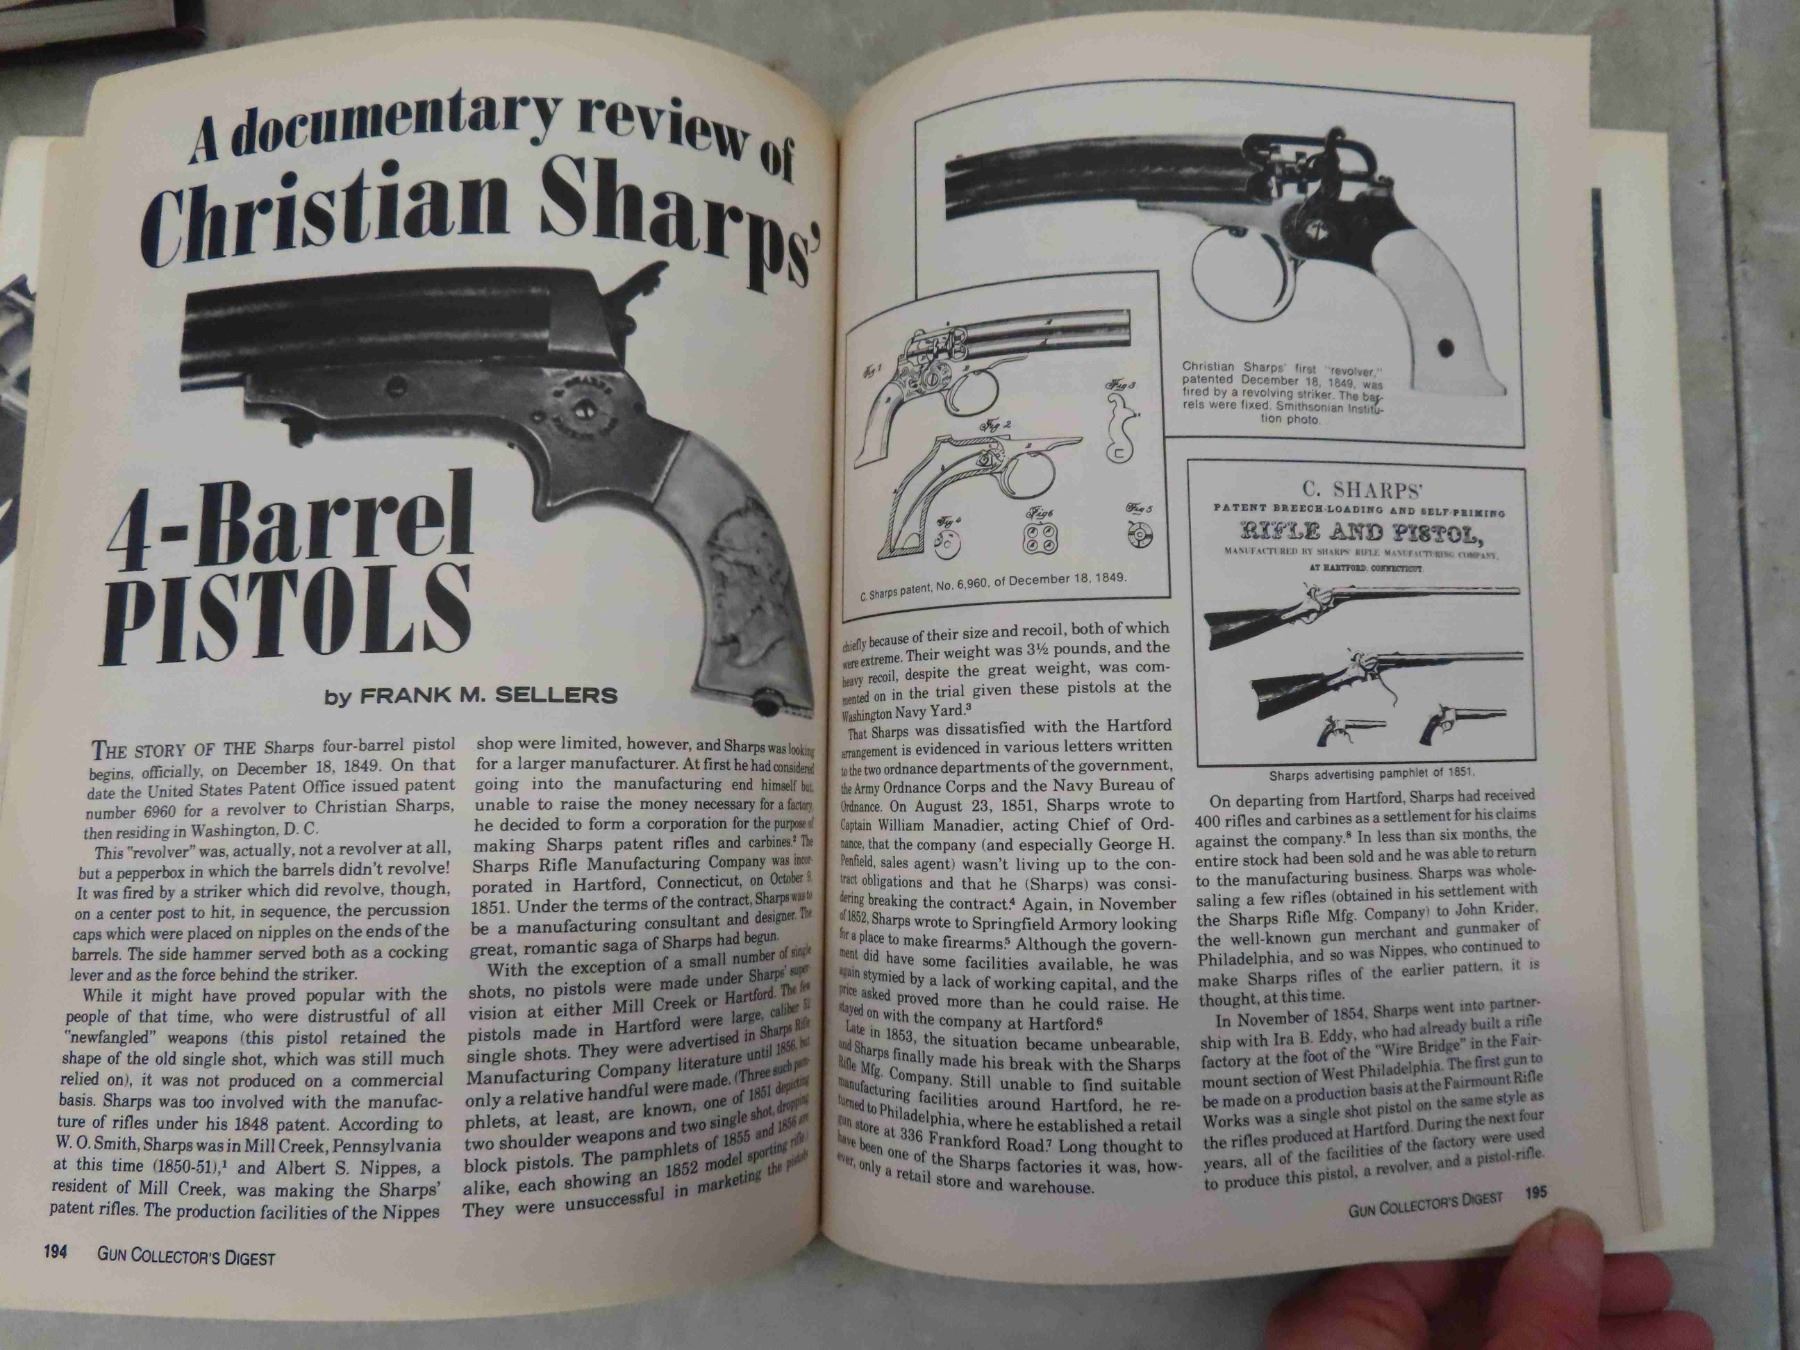 A documentary review of
Christian Sharps'
4-Barrel
PISTOLS
by FRANK M. SELLERS
THE STORY OF THE Sharps four-barrel pistol
begins, officially, on December 18, 1849. On that
date the United States Patent Office issued patent
number 6960 for a revolver to Christian Sharps,
then residing in Washington, D. C.
This "revolver" was, actually, not a revolver at all,
but a pepperbox in which the barrels didn't revolve!
It was fired by a striker which did revolve, though,
on a center post to hit, in sequence, the percussion
caps which were placed on nipples on the ends of the
barrels. The side hammer served both as a cocking
lever and as the force behind the striker.
While it might have proved popular with the
people of that time, who were distrustful of all
"newfangled" weapons (this pistol retained the
shape of the old single shot, which was still much
relied on), it was not produced on a commercial
basis. Sharps was too involved with the manufac-
ture of rifles under his 1848 patent. According to
W. O. Smith, Sharps was in Mill Creek, Pennsylvania
at this time (1850-51),¹ and Albert S. Nippes, a
resident of Mill Creek, was making the Sharps'
patent rifles. The production facilities of the Nippes
shop were limited, however, and Sharps was looking
for a larger manufacturer. At first he had considered
going into the manufacturing end himself but,
unable to raise the money necessary for a factory,
he decided to form a corporation for the purpose of
making Sharps patent rifles and carbines.² The
Sharps Rifle Manufacturing Company was incor-
porated in Hartford, Connecticut, on October 9,
1851. Under the terms of the contract, Sharps was to
be a manufacturing consultant and designer. The
great, romantic saga of Sharps had begun.
With the exception of a small number of single
shots, no pistols were made under Sharps' super-
vision at either Mill Creek or Hartford. The few
pistols made in Hartford were large, caliber 52
single shots. They were advertised in Sharps Rifle
Manufacturing Company literature until 1856, but
only a relative handful were made. (Three such pam-
phlets, at least, are known, one of 1851 depicting
two shoulder weapons and two single shot, dropping
block pistols. The pamphlets of 1855 and 1856 are
alike, each showing an 1852 model sporting rifle.)
They were unsuccessful in marketing the pistols
194 GUN COLLECTOR'S DIGEST
Christian Sharps' first "revolver,"
patented December 18, 1849, was
fired by a revolving striker. The bar-
rels were fixed. Smithsonian Institu-
tion photo.
Fig 1
Fig 3
Fig 2
Fig 4
Fig 6
Fig 5
C. Sharps patent, No. 6,960, of December 18, 1849.
C. SHARPS'
PATENT BREECH-LOADING AND SELF-PRIMING
RIFLE AND PISTOL,
MANUFACTURED BY SHARPS' RIFLE MANUFACTURING COMPANY,
AT HARTFORD, CONNECTICUT.
Sharps advertising pamphlet of 1851.
chiefly because of their size and recoil, both of which
were extreme. Their weight was 3½ pounds, and the
heavy recoil, despite the great weight, was com-
mented on in the trial given these pistols at the
Washington Navy Yard.³
That Sharps was dissatisfied with the Hartford
arrangement is evidenced in various letters written
to the two ordnance departments of the government,
the Army Ordnance Corps and the Navy Bureau of
Ordnance. On August 23, 1851, Sharps wrote to
Captain William Manadier, acting Chief of Ord-
nance, that the company (and especially George H.
Penfield, sales agent) wasn't living up to the con-
tract obligations and that he (Sharps) was consi-
dering breaking the contract.⁴ Again, in November
of 1852, Sharps wrote to Springfield Armory looking
for a place to make firearms.⁵ Although the govern-
ment did have some facilities available, he was
again stymied by a lack of working capital, and the
price asked proved more than he could raise. He
stayed on with the company at Hartford⁶
Late in 1853, the situation became unbearable,
and Sharps finally made his break with the Sharps
Rifle Mfg. Company. Still unable to find suitable
manufacturing facilities around Hartford, he re-
turned to Philadelphia, where he established a retail
gun store at 336 Frankford Road.⁷ Long thought to
have been one of the Sharps factories it was, how-
ever, only a retail store and warehouse.
On departing from Hartford, Sharps had received
400 rifles and carbines as a settlement for his claims
against the company.⁸ In less than six months, the
entire stock had been sold and he was able to return
to the manufacturing business. Sharps was whole-
saling a few rifles (obtained in his settlement with
the Sharps Rifle Mfg. Company) to John Krider,
the well-known gun merchant and gunmaker of
Philadelphia, and so was Nippes, who continued to
make Sharps rifles of the earlier pattern, it is
thought, at this time.
In November of 1854, Sharps went into partner-
ship with Ira B. Eddy, who had already built a rifle
factory at the foot of the "Wire Bridge" in the Fair-
mount section of West Philadelphia. The first gun to
be made on a production basis at the Fairmount Rifle
Works was a single shot pistol on the same style as
the rifles produced at Hartford. During the next four
years, all of the facilities of the factory were used
to produce this pistol, a revolver, and a pistol-rifle.
GUN COLLECTOR'S DIGEST 195